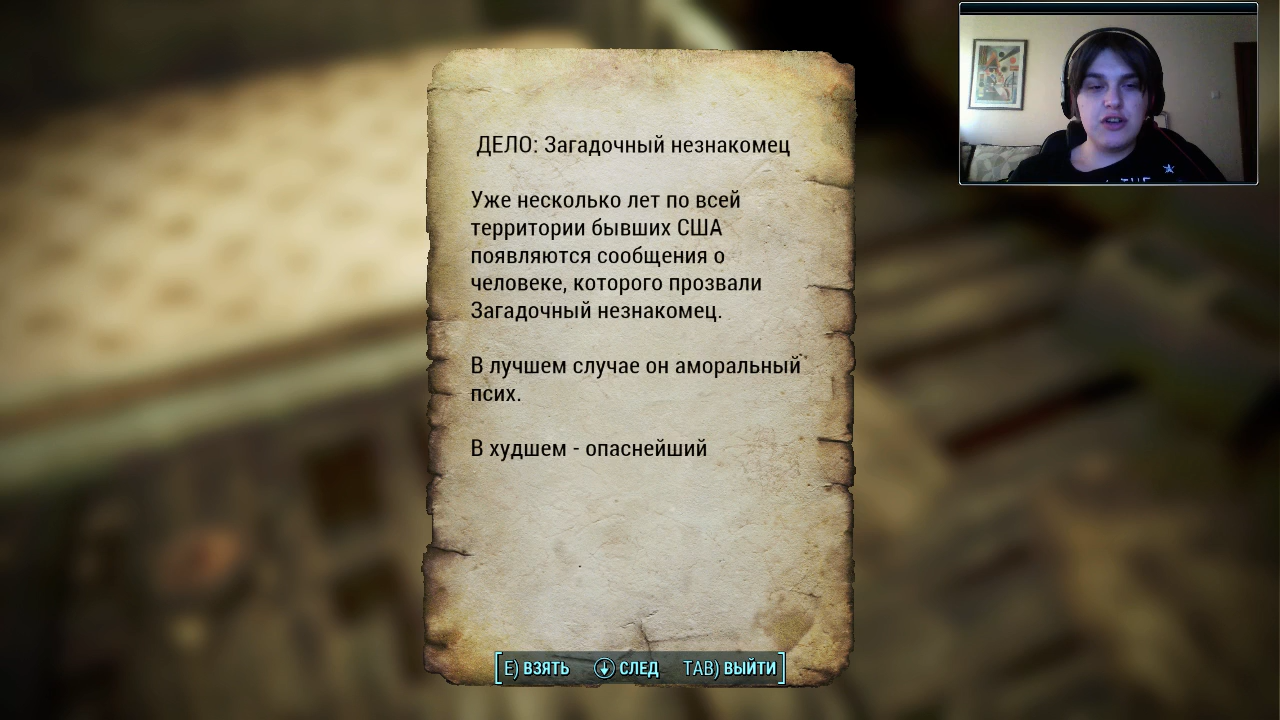 ДЕЛО: Загадочный незнакомец
Уже несколько лет по всей
территории бывших США
появляются сообщения о
человеке, которого прозвали
Загадочный незнакомец.
В лучшем случае он аморальный
псих.
В худшем - опаснейший
E) ВЗЯТЬ СЛЕД TAB) ВЫЙТИ